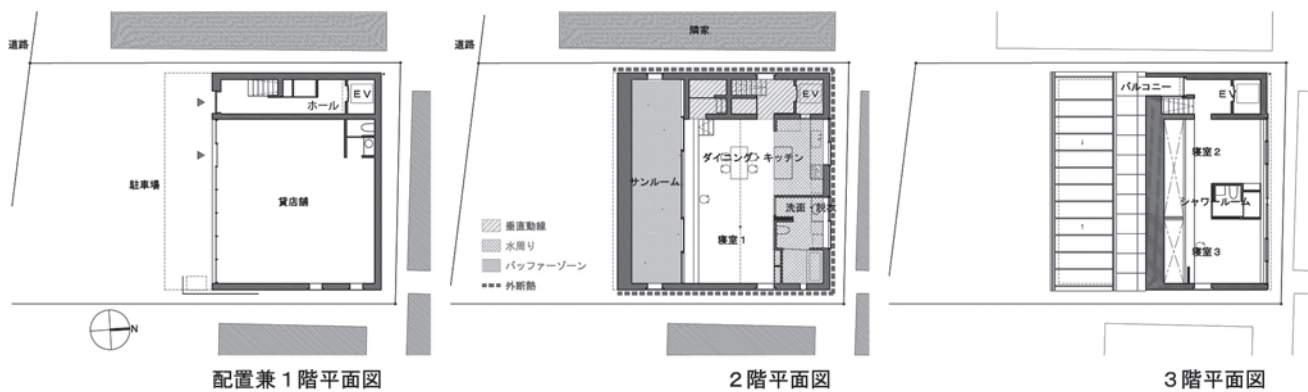 道路
ホール
EV
駐車場
貸店舗
N
配置兼1階平面図
道路
隣家
EV
ダイニング・キッチン
サンルーム
洗面・脱衣
寝室1
垂直動線
水周り
バッファーゾーン
外断熱
2階平面図
バルコニー
EV
寝室2
シャワールーム
寝室3
3階平面図